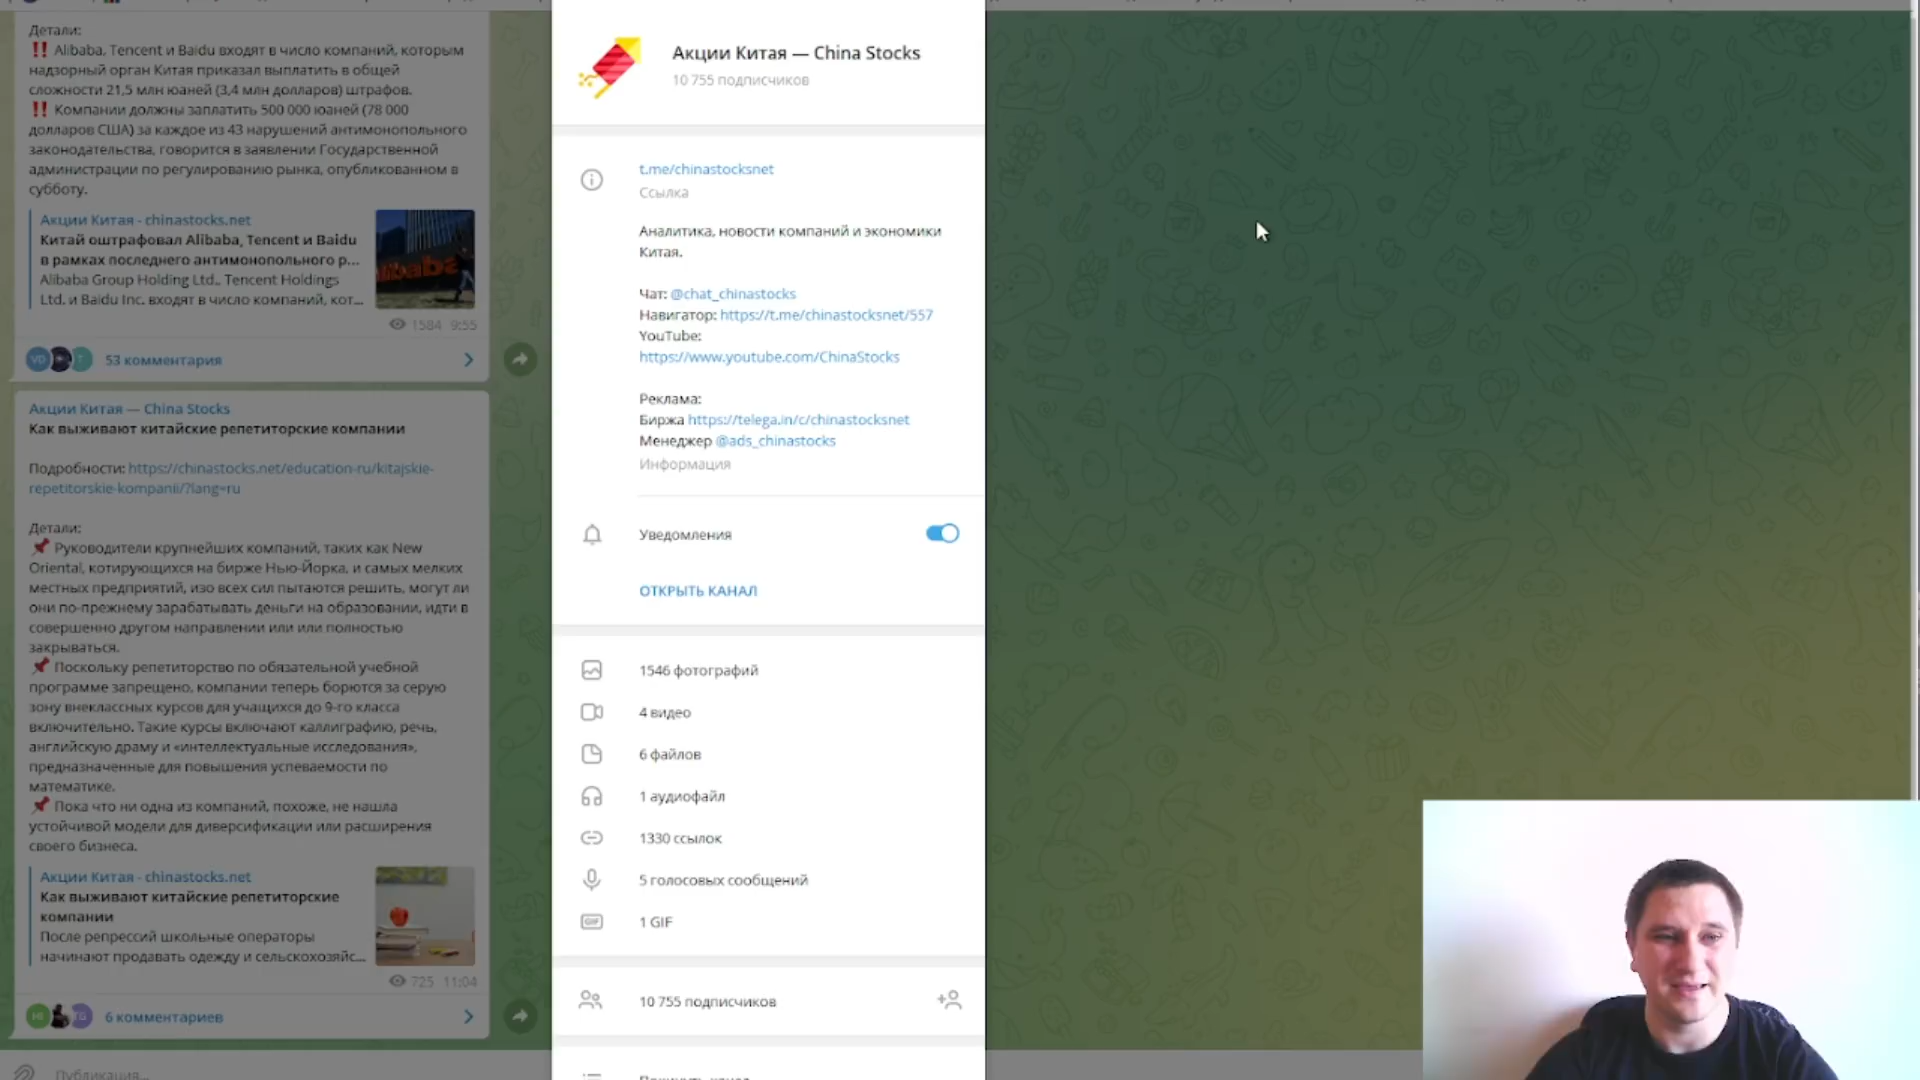 Детали:
‼️ Alibaba, Tencent и Baidu входят в число компаний, которым
надзорный орган Китая приказал выплатить в общей
сложности 21,5 млн юаней (3,4 млн долларов) штрафов.
‼️ Компании должны заплатить 500 000 юаней (78 000
долларов США) за каждое из 43 нарушений антимонопольного
законодательства, говорится в заявлении Государственной
администрации по регулированию рынка, опубликованном в
субботу.
Акции Китая - chinastocks.net
Китай оштрафовал Alibaba, Tencent и Baidu
в рамках последнего антимонопольного р...
Alibaba Group Holding Ltd., Tencent Holdings
Ltd. и Baidu Inc. входят в число компаний, кот...
Alibaba
1584 9:55
VD
53 комментария
Акции Китая — China Stocks
Как выживают китайские репетиторские компании
Подробности: https://chinastocks.net/education-ru/kitajskie-
repetitorskie-kompanii/?lang=ru
Детали:
📌 Руководители крупнейших компаний, таких как New
Oriental, котирующихся на бирже Нью-Йорка, и самых мелких
местных предприятий, изо всех сил пытаются решить, могут ли
они по-прежнему зарабатывать деньги на образовании, идти в
совершенно другом направлении или или полностью
закрываться.
📌 Поскольку репетиторство по обязательной учебной
программе запрещено, компании теперь борются за серую
зону внеклассных курсов для учащихся до 9-го класса
включительно. Такие курсы включают каллиграфию, речь,
английскую драму и «интеллектуальные исследования»,
предназначенные для повышения успеваемости по
математике.
📌 Пока что ни одна из компаний, похоже, не нашла
устойчивой модели для диверсификации или расширения
своего бизнеса.
Акции Китая - chinastocks.net
Как выживают китайские репетиторские
компании
После репрессий школьные операторы
начинают продавать одежду и сельскохозяйс...
725 11:04
6 комментариев
Публикация...
Акции Китая — China Stocks
10 755 подписчиков
t.me/chinastocksnet
Ссылка
Аналитика, новости компаний и экономики
Китая.
Чат: @chat_chinastocks
Навигатор: https://t.me/chinastocksnet/557
YouTube:
https://www.youtube.com/ChinaStocks
Реклама:
Биржа https://telega.in/c/chinastocksnet
Менеджер @ads_chinastocks
Информация
Уведомления
ОТКРЫТЬ КАНАЛ
1546 фотографий
4 видео
6 файлов
1 аудиофайл
1330 ссылок
5 голосовых сообщений
GIF
1 GIF
10 755 подписчиков